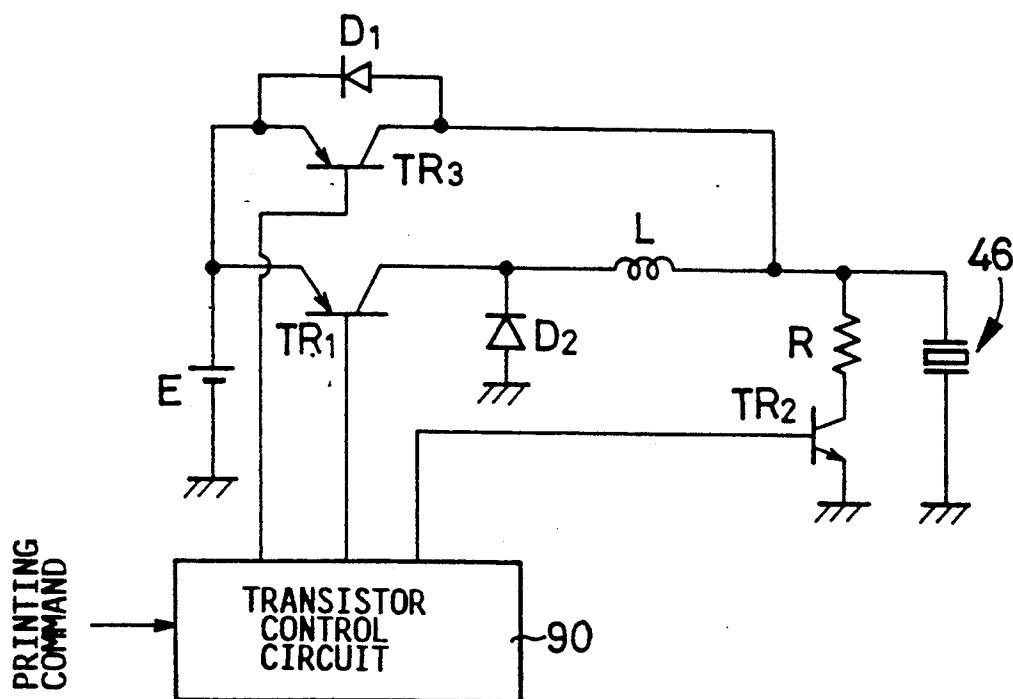 D1
TR3
L
46
TR1
D2
R
E
TR2
PRINTING
COMMAND
TRANSISTOR
CONTROL
CIRCUIT
90